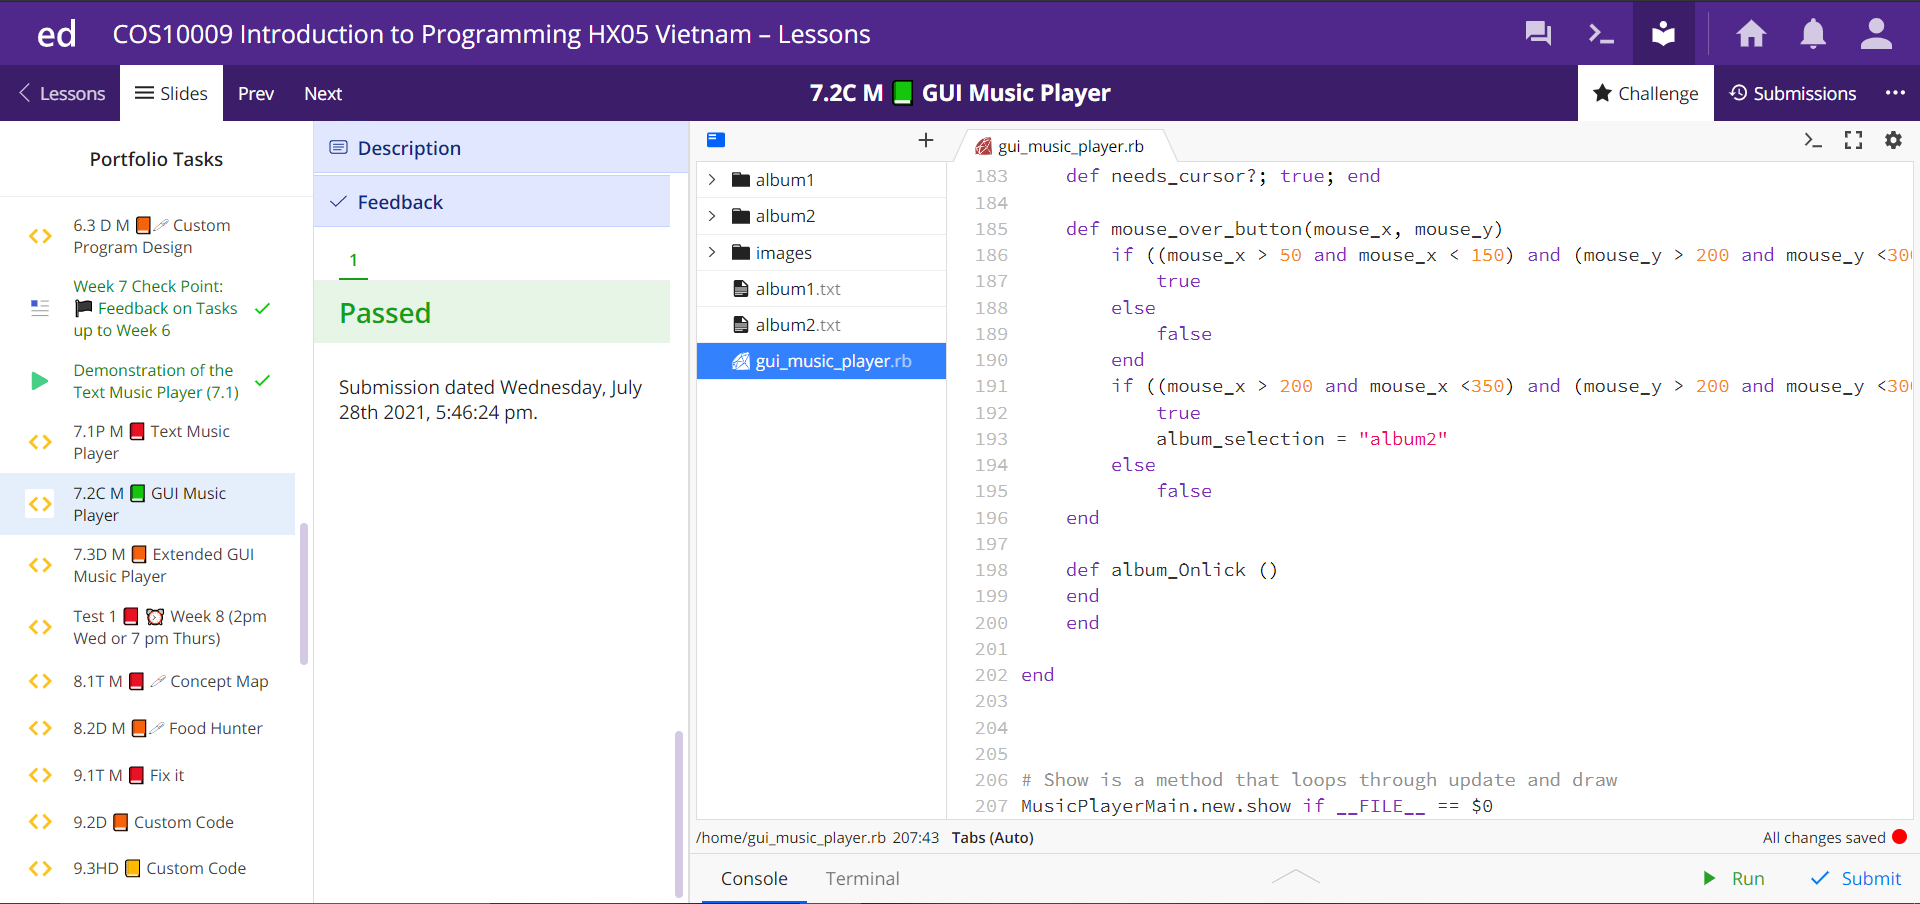 ed COS10009 Introduction to Programming HX05 Vietnam – Lessons
Lessons Slides Prev Next 7.2C M GUI Music Player Challenge Submissions
Portfolio Tasks
6.3 D M Custom
Program Design
Week 7 Check Point:
Feedback on Tasks
up to Week 6
Demonstration of the
Text Music Player (7.1)
7.1P M Text Music
Player
7.2C M GUI Music
Player
7.3D M Extended GUI
Music Player
Test 1 Week 8 (2pm
Wed or 7 pm Thurs)
8.1T M Concept Map
8.2D M Food Hunter
9.1T M Fix it
9.2D Custom Code
9.3HD Custom Code
Description
Feedback
1
Passed
Submission dated Wednesday, July
28th 2021, 5:46:24 pm.
album1
album2
images
album1.txt
album2.txt
gui_music_player.rb
gui_music_player.rb
183 def needs_cursor?; true; end
184
185 def mouse_over_button(mouse_x, mouse_y)
186 if ((mouse_x > 50 and mouse_x < 150) and (mouse_y > 200 and mouse_y <300
187 true
188 else
189 false
190 end
191 if ((mouse_x > 200 and mouse_x <350) and (mouse_y > 200 and mouse_y <300
192 true
193 album_selection = "album2"
194 else
195 false
196 end
197
198 def album_Onlick ()
199 end
200 end
201
202 end
203
204
205
206 # Show is a method that loops through update and draw
207 MusicPlayerMain.new.show if __FILE__ == $0
/home/gui_music_player.rb 207:43 Tabs (Auto) All changes saved
Console Terminal Run Submit